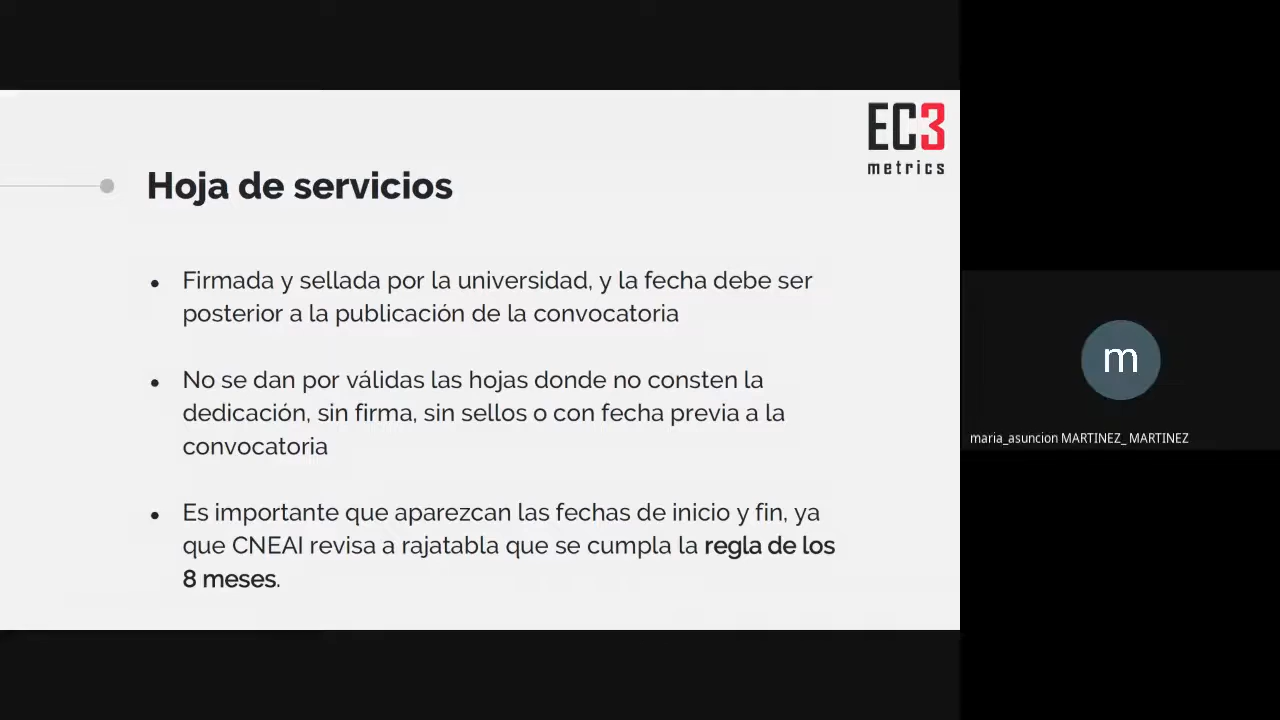 EC3
metrics
Hoja de servicios
● Firmada y sellada por la universidad, y la fecha debe ser
posterior a la publicación de la convocatoria
● No se dan por válidas las hojas donde no consten la
dedicación, sin firma, sin sellos o con fecha previa a la
convocatoria
● Es importante que aparezcan las fechas de inicio y fin, ya
que CNEAI revisa a rajatabla que se cumpla la regla de los
8 meses.
m
maria_asuncion MARTINEZ_ MARTINEZ